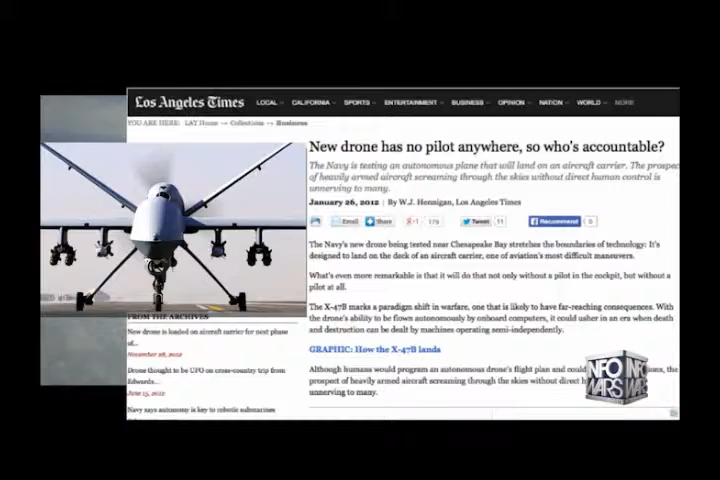 Los Angeles Times LOCAL CALIFORNIA SPORTS ENTERTAINMENT BUSINESS OPINION NATION WORLD MORE
YOU ARE HERE: LAT Home → Collections → Business
New drone has no pilot anywhere, so who's accountable?
The Navy is testing an autonomous plane that will land on an aircraft carrier. The prospec
of heavily armed aircraft screaming through the skies without direct human control is
unnerving to many.
January 26, 2012 | By W.J. Hennigan, Los Angeles Times
Email Share +1 179 Tweet 11 Recommend 0
The Navy's new drone being tested near Chesapeake Bay stretches the boundaries of technology: It's
designed to land on the deck of an aircraft carrier, one of aviation's most difficult maneuvers.
What's even more remarkable is that it will do that not only without a pilot in the cockpit, but without a
pilot at all.
The X-47B marks a paradigm shift in warfare, one that is likely to have far-reaching consequences. With
the drone's ability to be flown autonomously by onboard computers, it could usher in an era when death
and destruction can be dealt by machines operating semi-independently.
GRAPHIC: How the X-47B lands
Although humans would program an autonomous drone's flight plan and could
ons, the
prospect of heavily armed aircraft screaming through the skies without direct h
unnerving to many.
FROM THE ARCHIVES
New drone is loaded on aircraft carrier for next phase
of...
November 28, 2012
Drone thought to be UFO on cross-country trip from
Edwards...
June 15, 2012
Navy says autonomy is key to robotic submarines
INFO
WARS
INFO
WARS